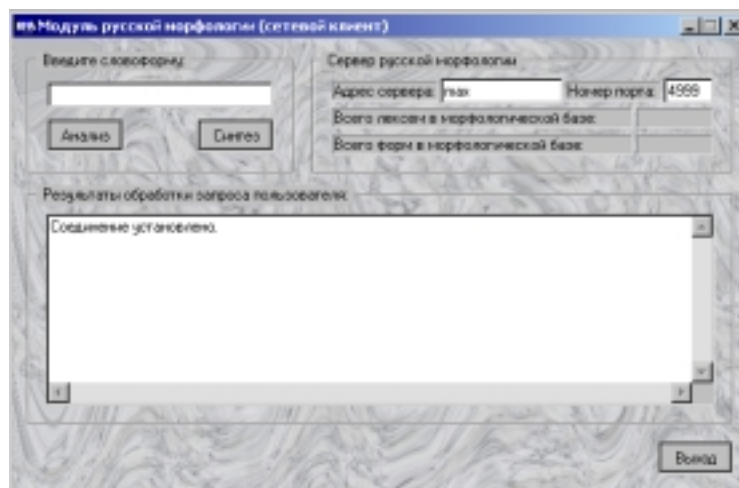 Модуль русской морфологии (сетевой клиент)
Введите словоформу:
Анализ
Синтез
Сервер русской морфологии
Адрес сервера: max Номер порта: 4999
Всего лексем в морфологической базе:
Всего форм в морфологической базе:
Результаты обработки запроса пользователя:
Соединение установлено.
Выход